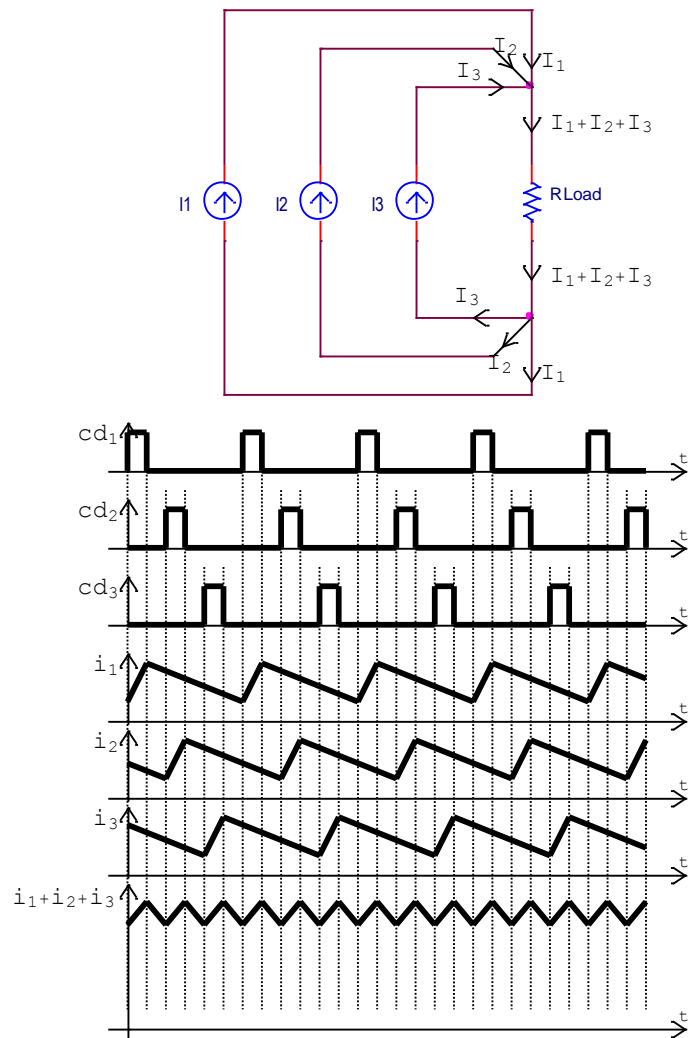 I₂
I₁
I₃
I₁+I₂+I₃
I1
I2
I3
RLoad
I₁+I₂+I₃
I₃
I₂
I₁
cd₁
t
cd₂
t
cd₃
t
i₁
t
i₂
t
i₃
t
i₁+i₂+i₃
t